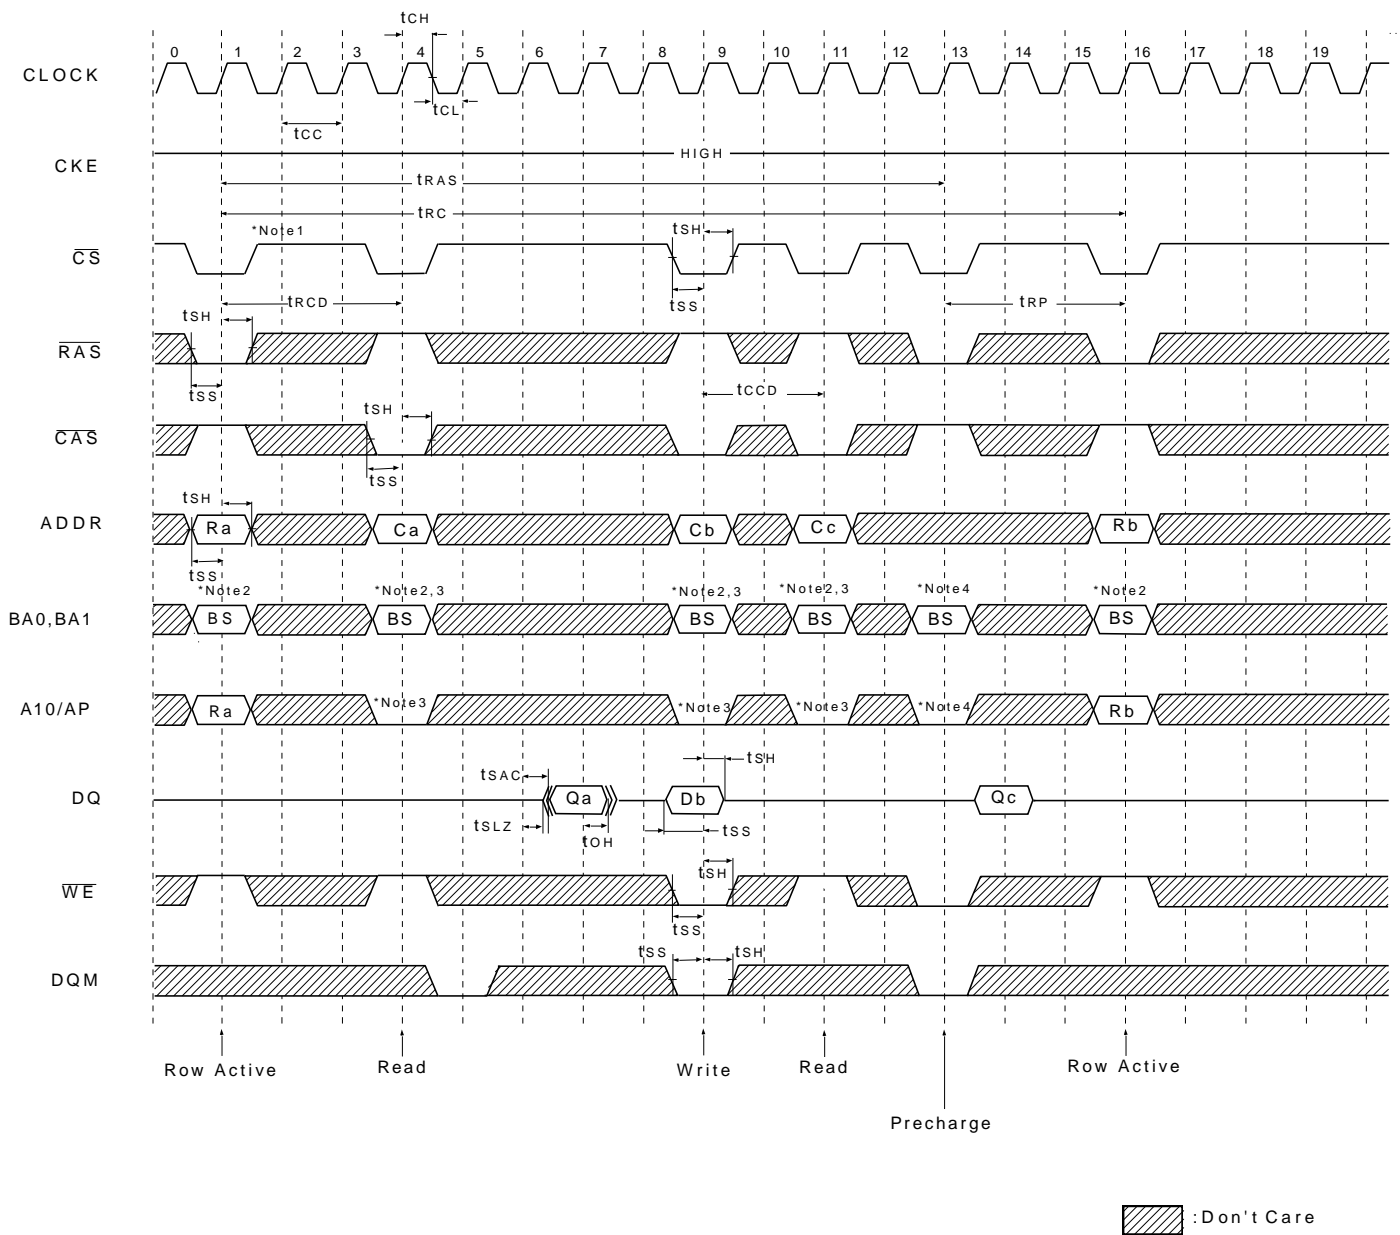 tCH
0 1 2 3 4 5 6 7 8 9 10 11 12 13 14 15 16 17 18 19
CLOCK
tCL
tCC
CKE
HIGH
tRAS
tRC
*Note1
tSH
CS
tSS
tRCD
tRP
tSH
RAS
tSS
tCCD
tSH
CAS
tSS
tSH
ADDR
Ra Ca Cb Cc Rb
tSS
*Note2 *Note2,3 *Note2,3 *Note2,3 *Note4 *Note2
BA0,BA1
BS BS BS BS BS BS
A10/AP
Ra *Note3 *Note3 *Note3 *Note4 Rb
tSH
tSAC
DQ
Qa Db Qc
tSLZ
tOH
tSS
tSH
WE
tSS
tSS
tSH
DQM
Row Active Read Write Read Row Active
Precharge
:Don't Care